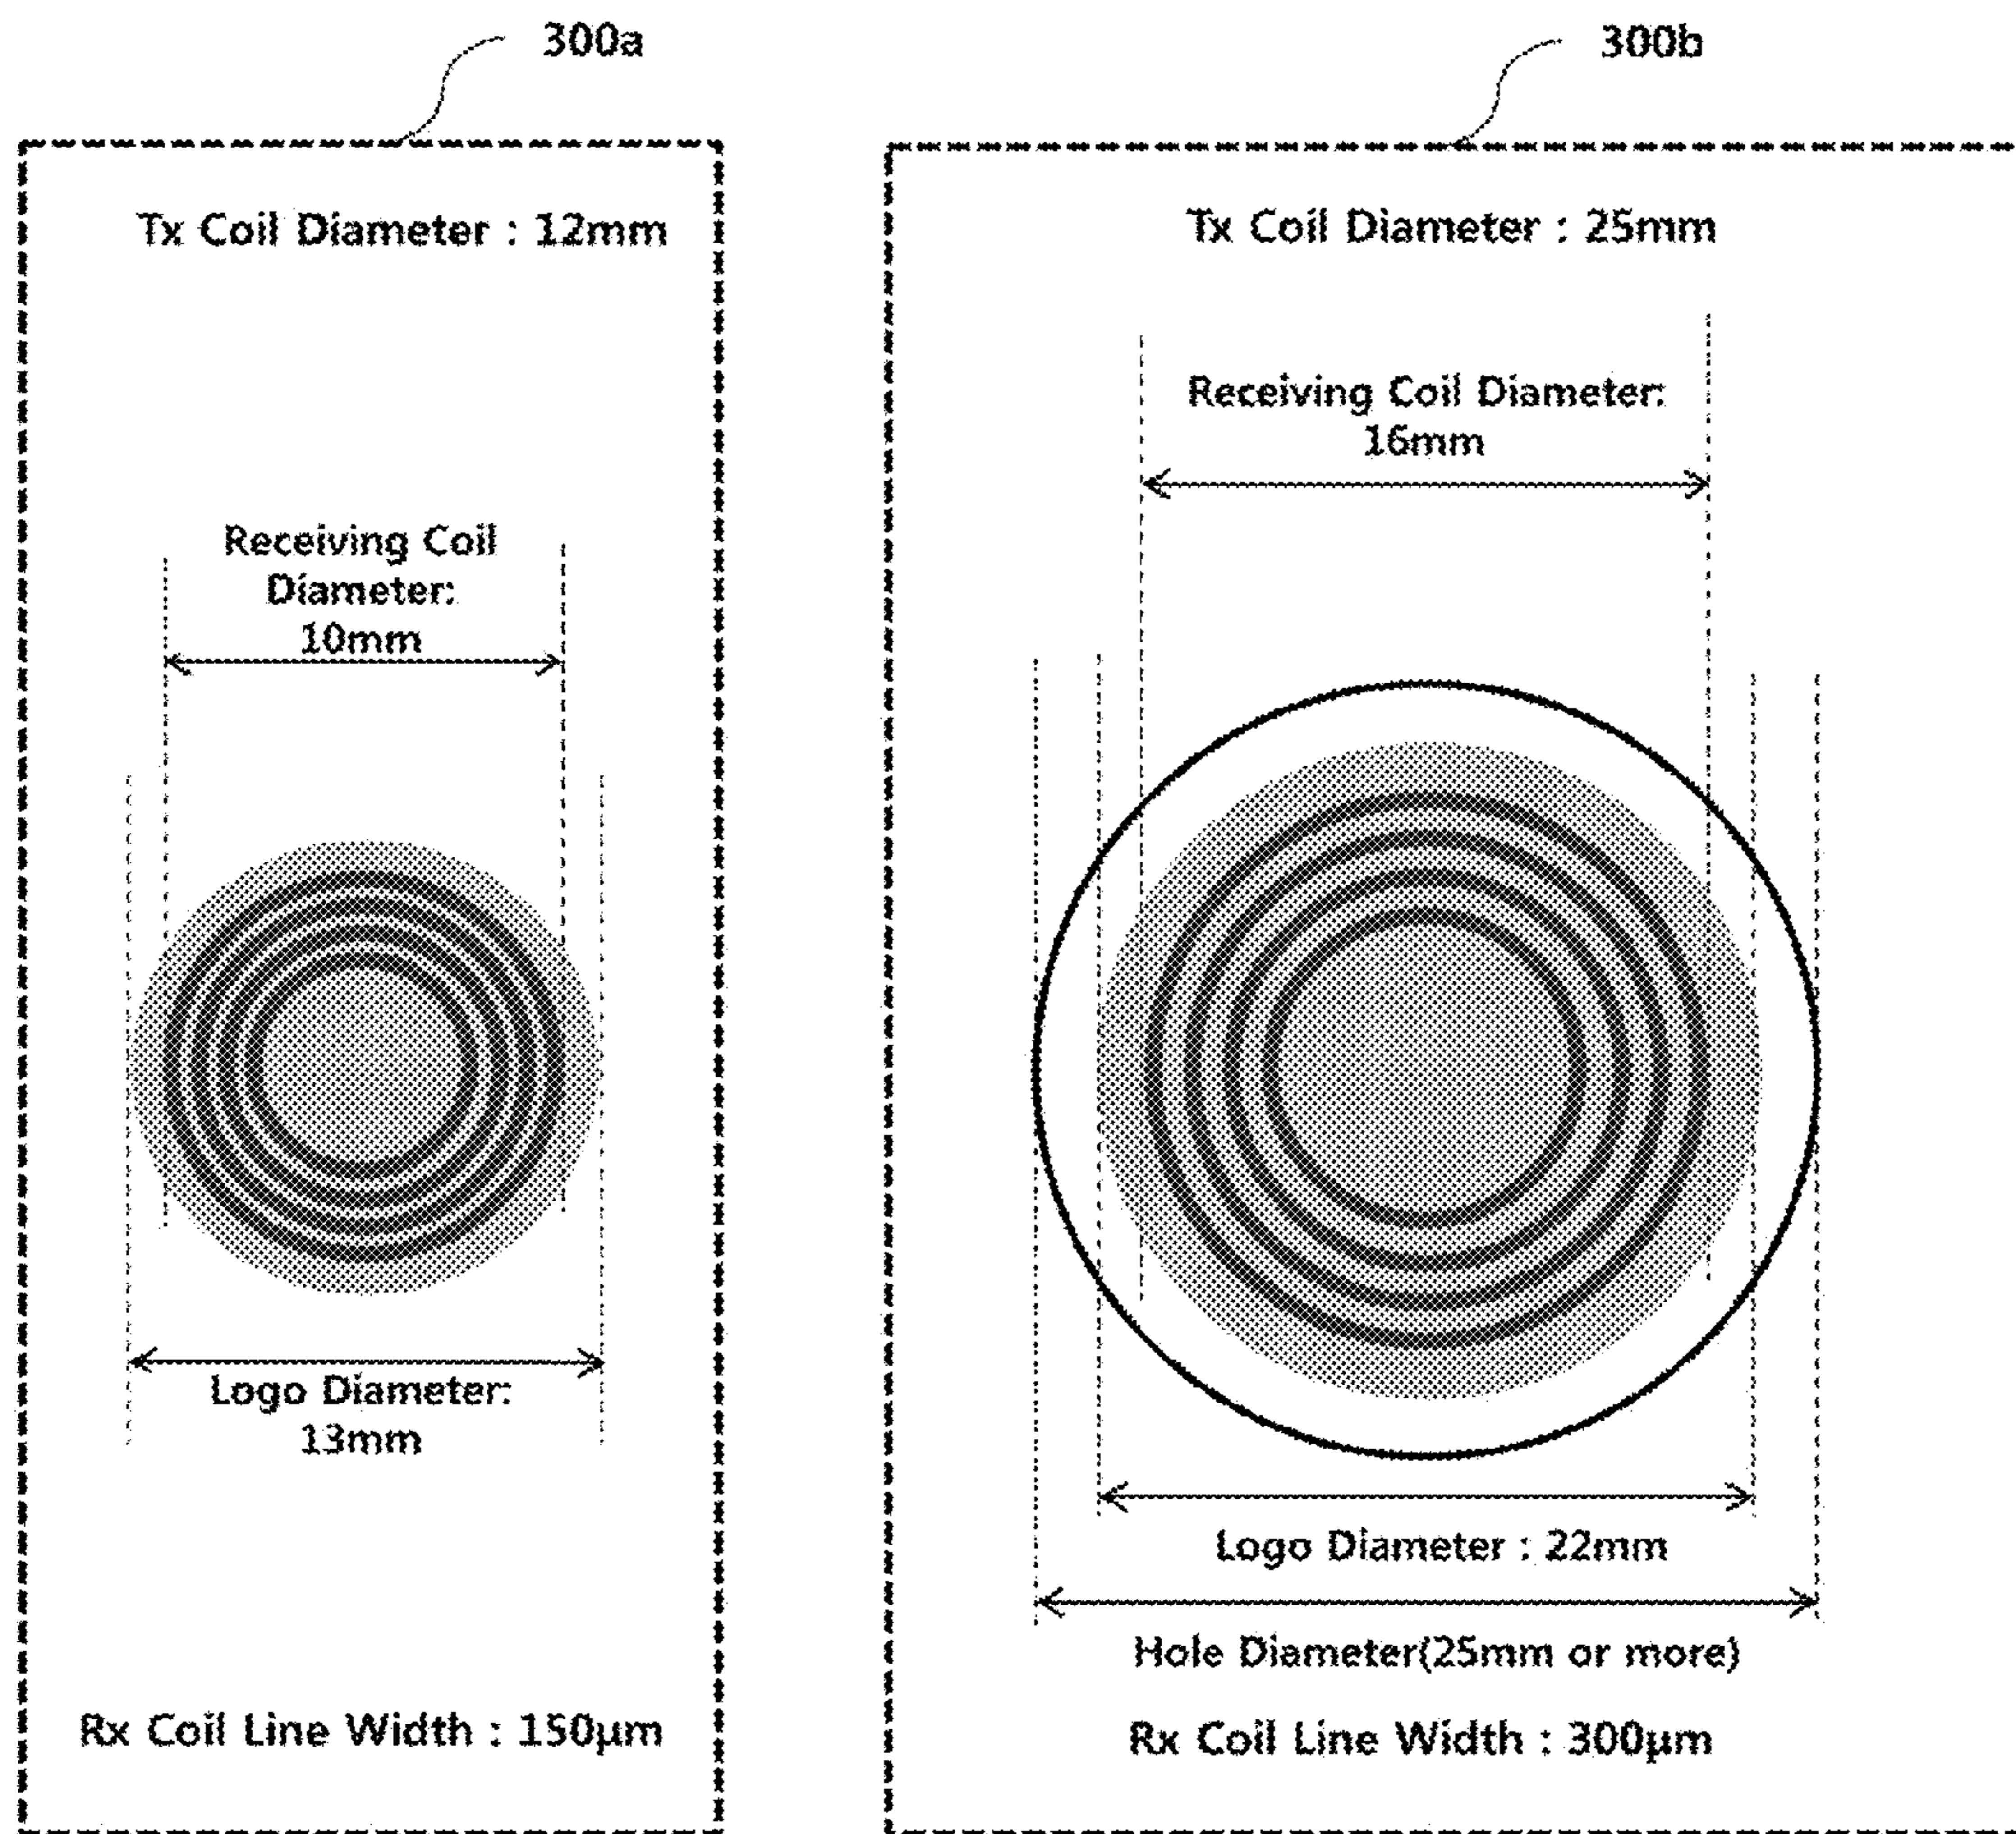 300a
Tx Coil Diameter : 12mm
Receiving Coil
Diameter:
10mm
Logo Diameter:
13mm
Rx Coil Line Width : 150μm
300b
Tx Coil Diameter : 25mm
Receiving Coil Diameter:
16mm
Logo Diameter : 22mm
Hole Diameter(25mm or more)
Rx Coil Line Width : 300μm